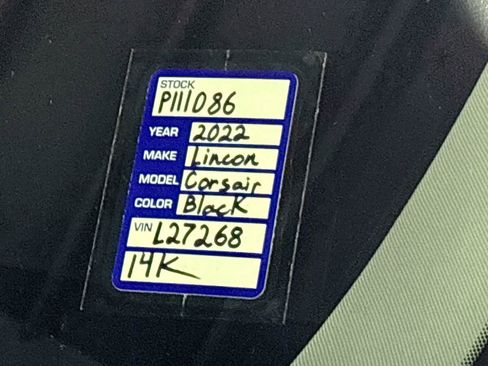 STOCK
P111086
YEAR 2022
MAKE Lincon
MODEL Corsair
COLOR Black
VIN L27268
14K